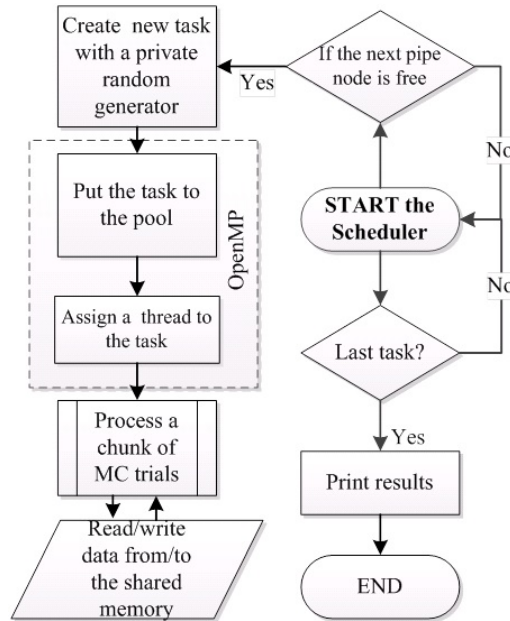 Create new task
with a private
random
generator
Yes
If the next pipe
node is free
No
Put the task to
the pool
OpenMP
Assign a thread to
the task
START the
Scheduler
No
Last task?
Process a
chunk of
MC trials
Yes
Print results
Read/write
data from/to
the shared
memory
END